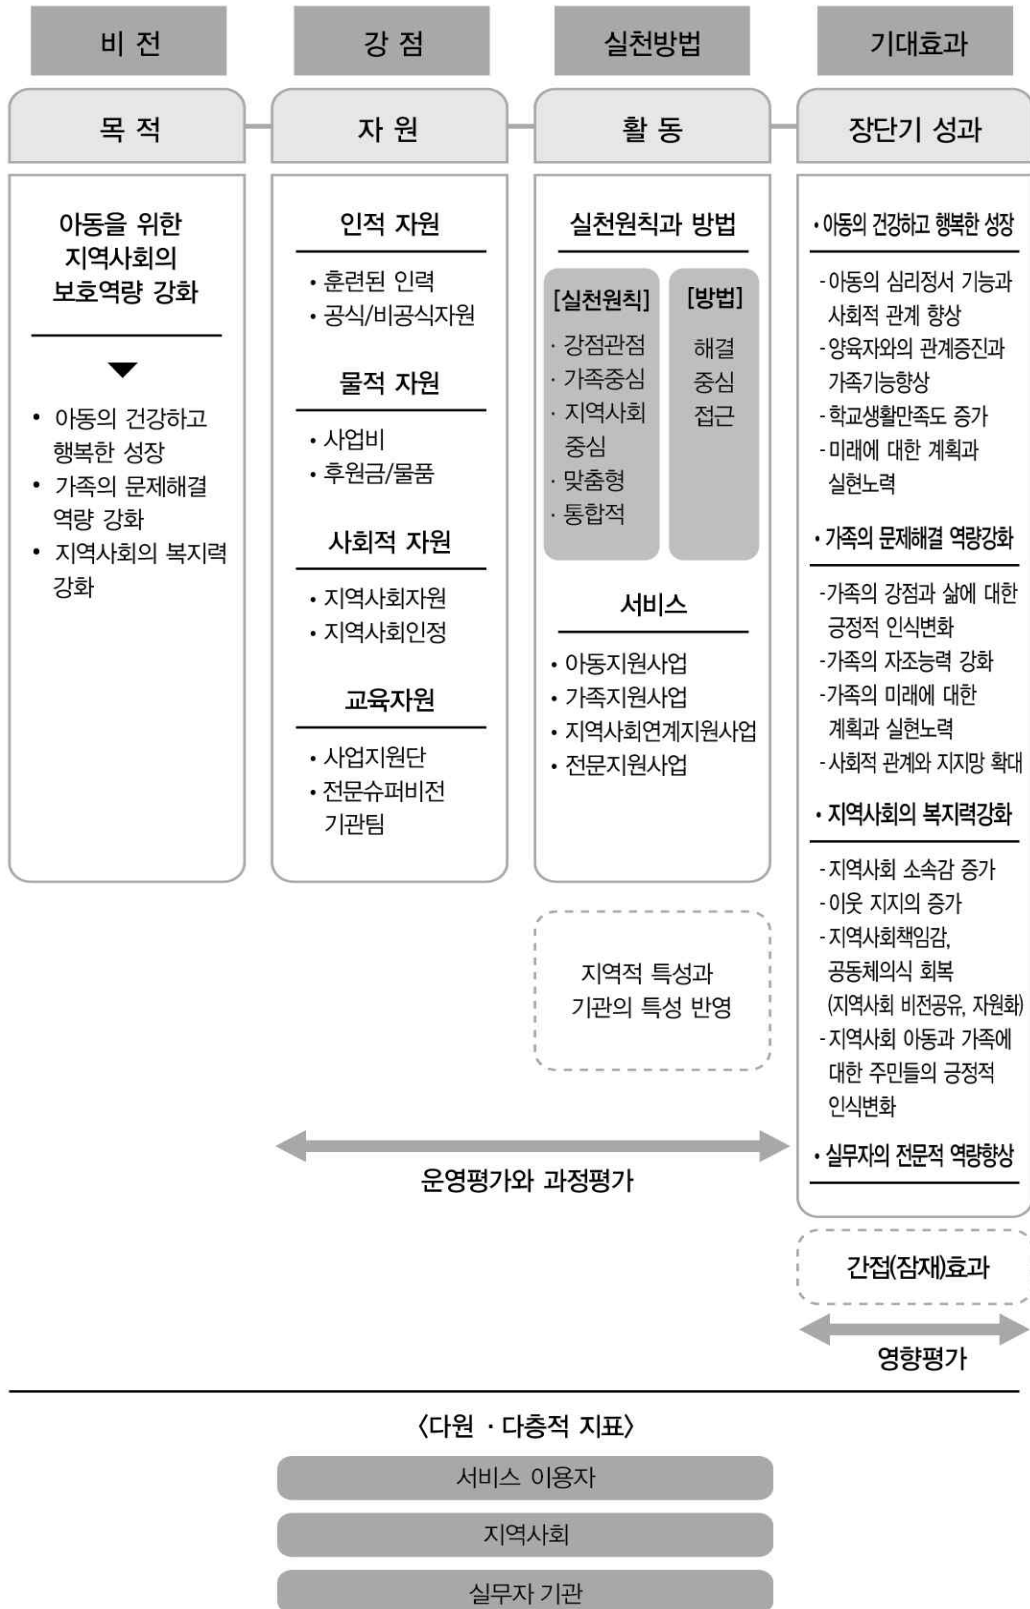 비 전
강 점
실천방법
기대효과
목 적
자 원
활 동
장단기 성과
아동을 위한
지역사회의
보호역량 강화
• 아동의 건강하고
행복한 성장
• 가족의 문제해결
역량 강화
• 지역사회의 복지력
강화
인적 자원
• 훈련된 인력
• 공식/비공식자원
물적 자원
• 사업비
• 후원금/물품
사회적 자원
• 지역사회자원
• 지역사회인정
교육자원
• 사업지원단
• 전문슈퍼비전
기관팀
실천원칙과 방법
[실천원칙]
· 강점관점
· 가족중심
· 지역사회
중심
· 맞춤형
· 통합적
[방법]
해결
중심
접근
서비스
• 아동지원사업
• 가족지원사업
• 지역사회연계지원사업
• 전문지원사업
지역적 특성과
기관의 특성 반영
• 아동의 건강하고 행복한 성장
- 아동의 심리정서 기능과
사회적 관계 향상
- 양육자와의 관계증진과
가족기능향상
- 학교생활만족도 증가
- 미래에 대한 계획과
실현노력
• 가족의 문제해결 역량강화
- 가족의 강점과 삶에 대한
긍정적 인식변화
- 가족의 자조능력 강화
- 가족의 미래에 대한
계획과 실현노력
- 사회적 관계와 지지망 확대
• 지역사회의 복지력강화
- 지역사회 소속감 증가
- 이웃 지지의 증가
- 지역사회책임감,
공동체의식 회복
(지역사회 비전공유, 자원화)
- 지역사회 아동과 가족에
대한 주민들의 긍정적
인식변화
• 실무자의 전문적 역량향상
운영평가와 과정평가
간접(잠재)효과
영향평가
〈다원 · 다층적 지표〉
서비스 이용자
지역사회
실무자 기관